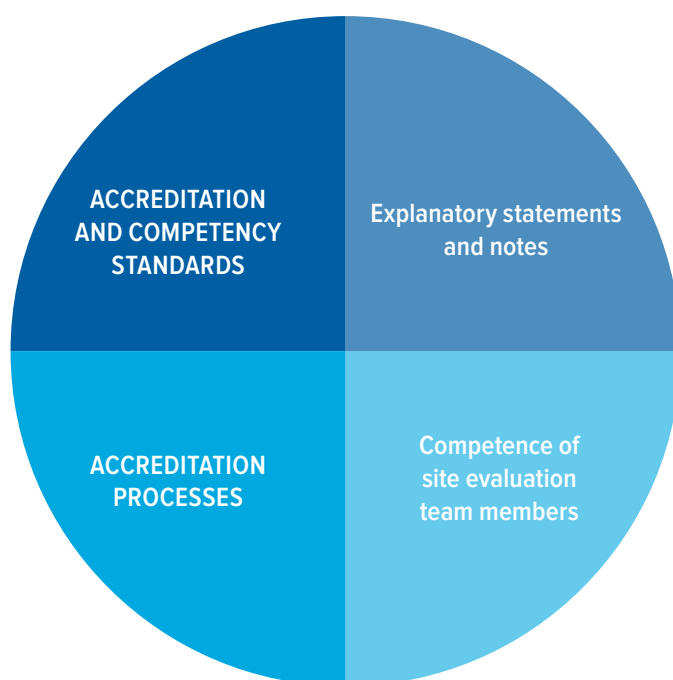 ACCREDITATION
AND COMPETENCY
STANDARDS
Explanatory statements
and notes
ACCREDITATION
PROCESSES
Competence of
site evaluation
team members